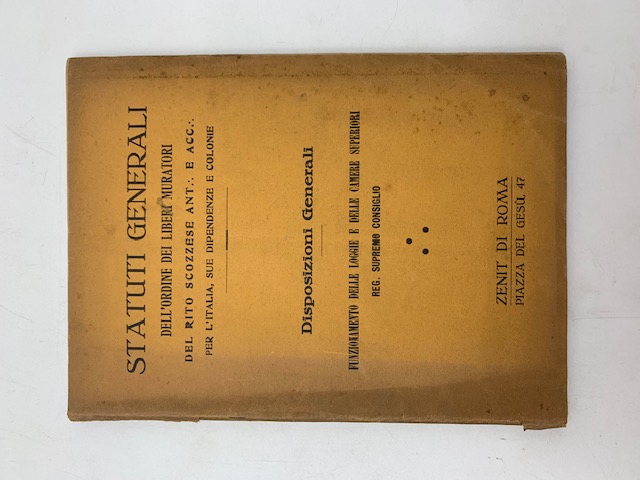 STATUTI GENERALI
DELL'ORDINE DEI LIBERI MURATORI
DEL RITO SCOZZESE ANT∴ E ACC∴
PER L'ITALIA, SUE DIPENDENZE E COLONIE
Disposizioni Generali
FUNZIONAMENTO DELLE LOGGIE E DELLE CAMERE SUPERIORI
REG. SUPREMO CONSIGLIO
∴
ZENIT DI ROMA
PIAZZA DEL GESÙ, 47